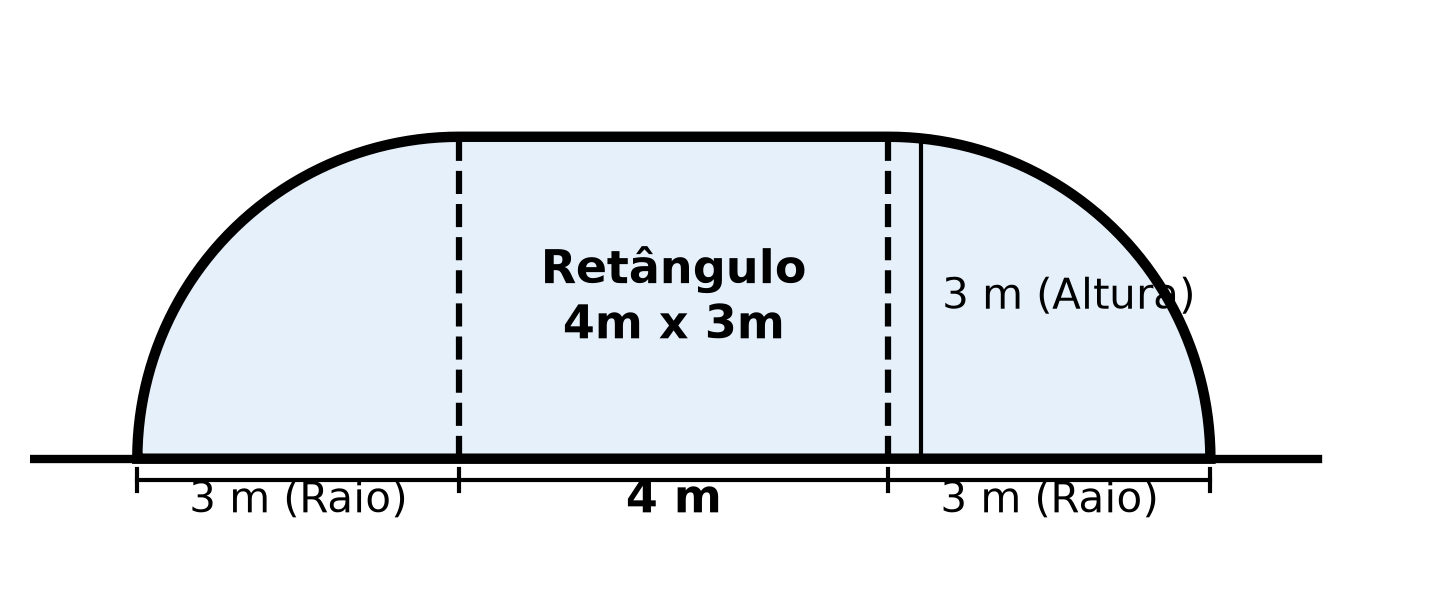 Retângulo
4m x 3m
3 m (Altura)
3 m (Raio)
4 m
3 m (Raio)